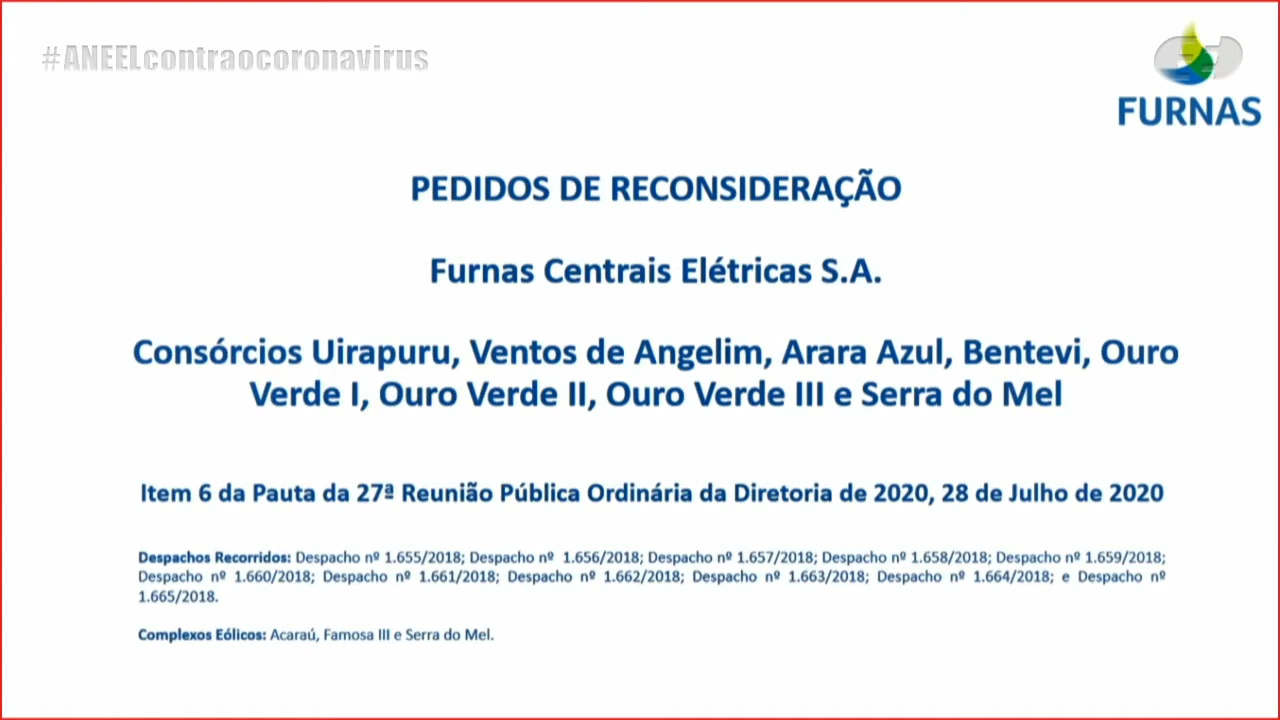 #ANEELcontraocoronavirus
FURNAS
PEDIDOS DE RECONSIDERAÇÃO
Furnas Centrais Elétricas S.A.
Consórcios Uirapuru, Ventos de Angelim, Arara Azul, Bentevi, Ouro
Verde I, Ouro Verde II, Ouro Verde III e Serra do Mel
Item 6 da Pauta da 27ª Reunião Pública Ordinária da Diretoria de 2020, 28 de Julho de 2020
Despachos Recorridos: Despacho nº 1.655/2018; Despacho nº 1.656/2018; Despacho nº 1.657/2018; Despacho nº 1.658/2018; Despacho nº 1.659/2018;
Despacho nº 1.660/2018; Despacho nº 1.661/2018; Despacho nº 1.662/2018; Despacho nº 1.663/2018; Despacho nº 1.664/2018; e Despacho nº
1.665/2018.
Complexos Eólicos: Acaraú, Famosa III e Serra do Mel.